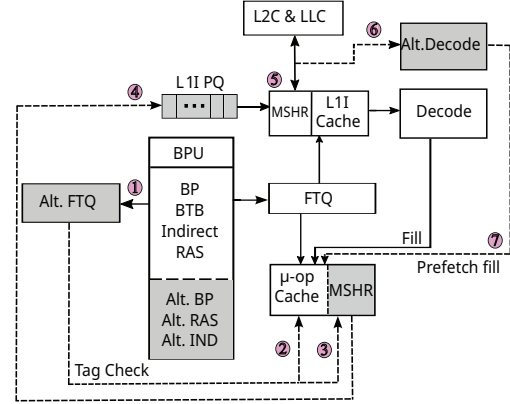 L2C & LLC
6
Alt.Decode
4
L1I PQ
5
MSHR
L1I
Cache
Decode
BPU
1
Alt. FTQ
BP
BTB
Indirect
RAS
FTQ
Fill
7
Prefetch fill
µ-op
Cache
MSHR
Alt. BP
Alt. RAS
Alt. IND
2
3
Tag Check